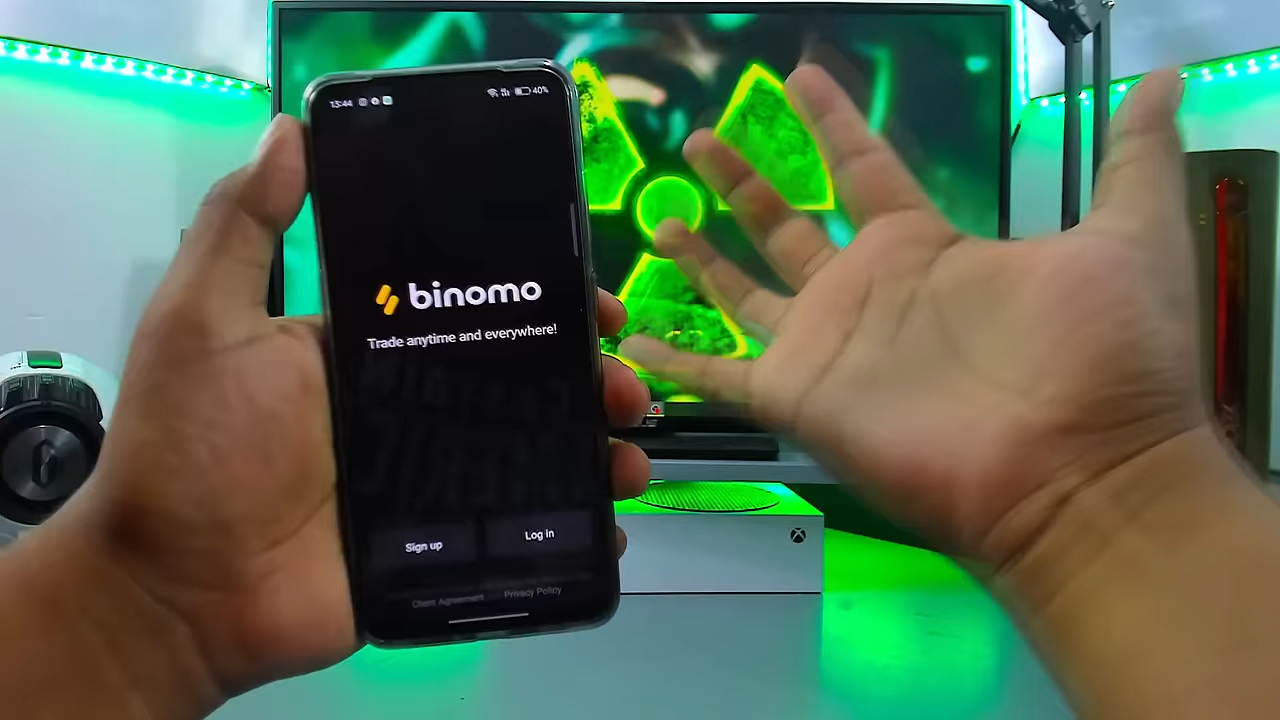 13:44
40%
binomo
Trade anytime and everywhere!
Sign up
Log in
Client Agreement
Privacy Policy